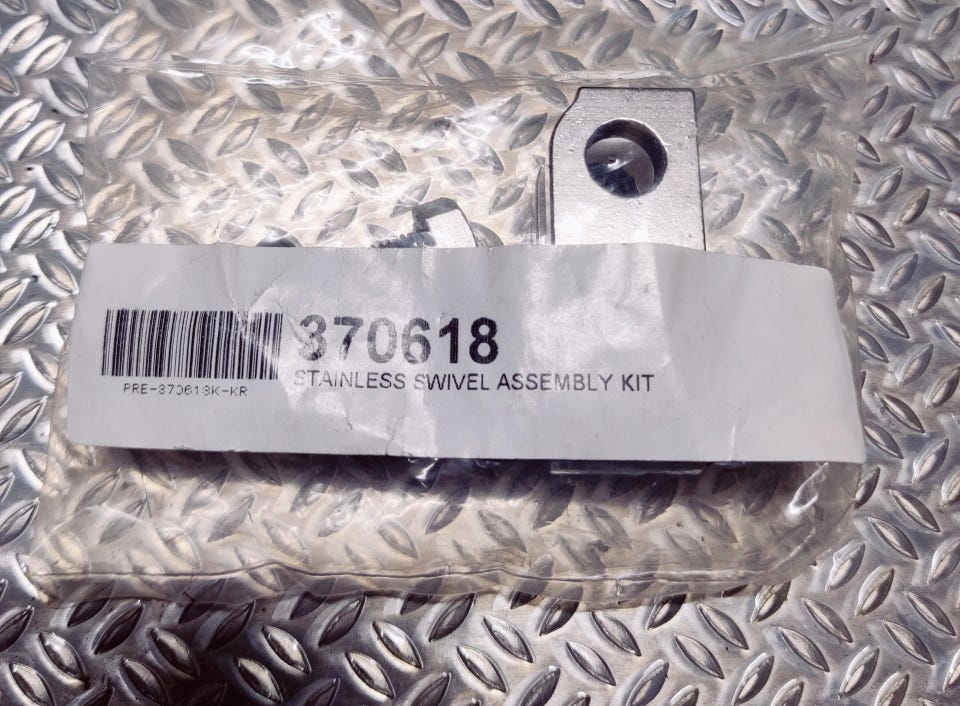 370618
STAINLESS SWIVEL ASSEMBLY KIT
PRE-370618K-KR